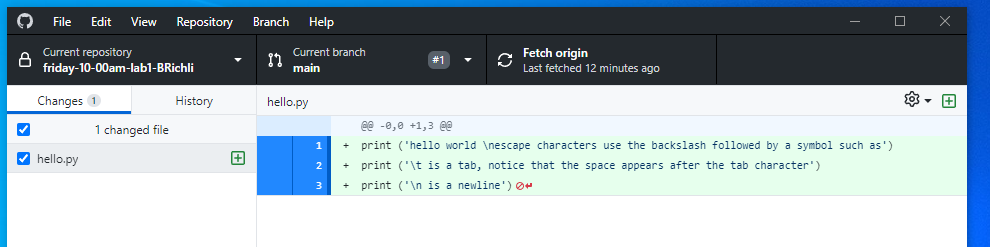 File Edit View Repository Branch Help
Current repository
friday-10-00am-lab1-BRichli
Current branch
main
#1
Fetch origin
Last fetched 12 minutes ago
Changes 1
History
hello.py
1 changed file
hello.py
@@ -0,0 +1,3 @@
1 + print ('hello world \nescape characters use the backslash followed by a symbol such as')
2 + print ('\t is a tab, notice that the space appears after the tab character')
3 + print ('\n is a newline')